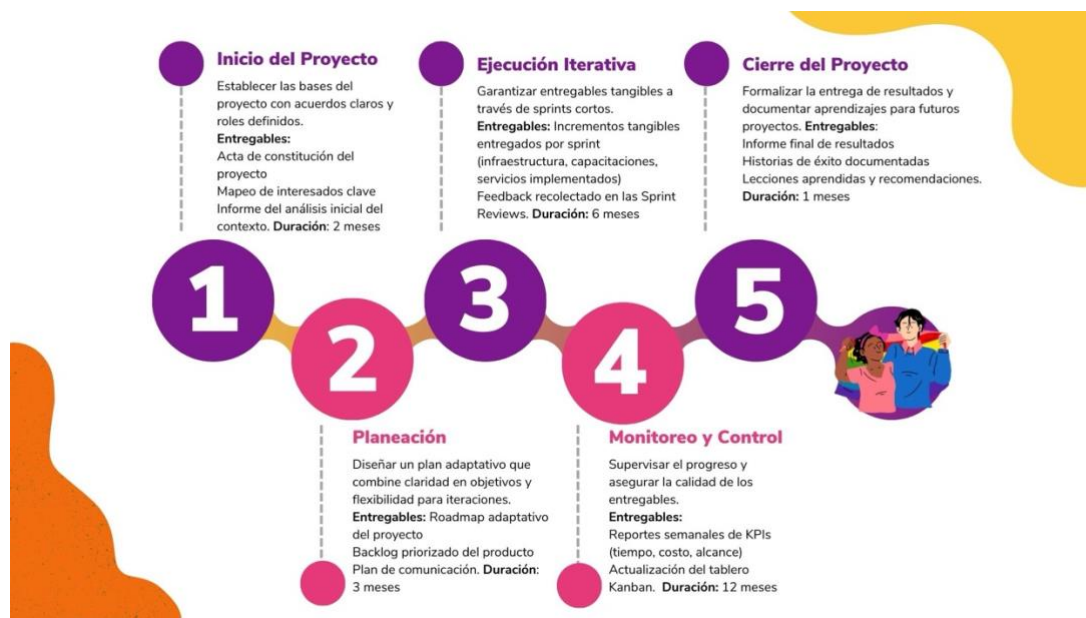 1
Inicio del Proyecto
Establecer las bases del
proyecto con acuerdos claros y
roles definidos.
Entregables:
Acta de constitución del
proyecto
Mapeo de interesados clave
Informe del análisis inicial del
contexto. Duración: 2 meses
2
Planeación
Diseñar un plan adaptativo que
combine claridad en objetivos y
flexibilidad para iteraciones.
Entregables: Roadmap adaptativo
del proyecto
Backlog priorizado del producto
Plan de comunicación. Duración:
3 meses
3
Ejecución Iterativa
Garantizar entregables tangibles a
través de sprints cortos.
Entregables: Incrementos tangibles
entregados por sprint
(infraestructura, capacitaciones,
servicios implementados)
Feedback recolectado en las Sprint
Reviews. Duración: 6 meses
4
Monitoreo y Control
Supervisar el progreso y
asegurar la calidad de los
entregables.
Entregables:
Reportes semanales de KPIs
(tiempo, costo, alcance)
Actualización del tablero
Kanban. Duración: 12 meses
5
Cierre del Proyecto
Formalizar la entrega de resultados y
documentar aprendizajes para futuros
proyectos. Entregables:
Informe final de resultados
Historias de éxito documentadas
Lecciones aprendidas y recomendaciones.
Duración: 1 meses